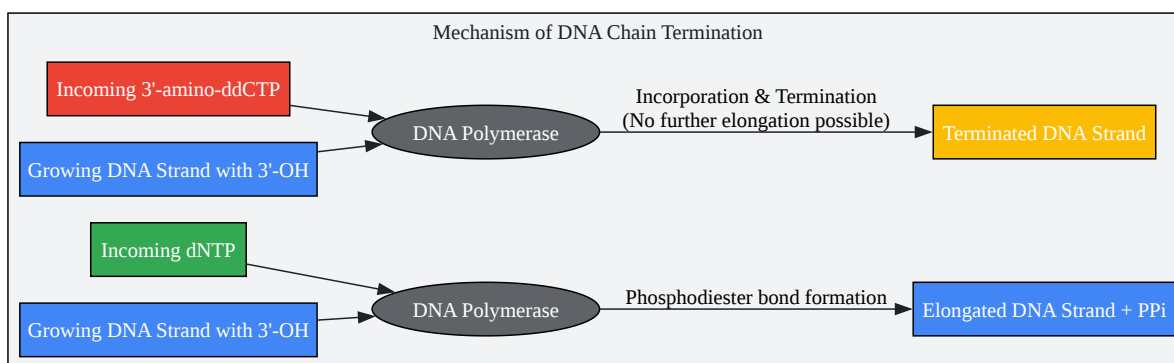 Mechanism of DNA Chain Termination
Incoming 3'-amino-ddCTP
Growing DNA Strand with 3'-OH
DNA Polymerase
Incorporation & Termination
(No further elongation possible)
Terminated DNA Strand
Incoming dNTP
Growing DNA Strand with 3'-OH
DNA Polymerase
Phosphodiester bond formation
Elongated DNA Strand + PPi